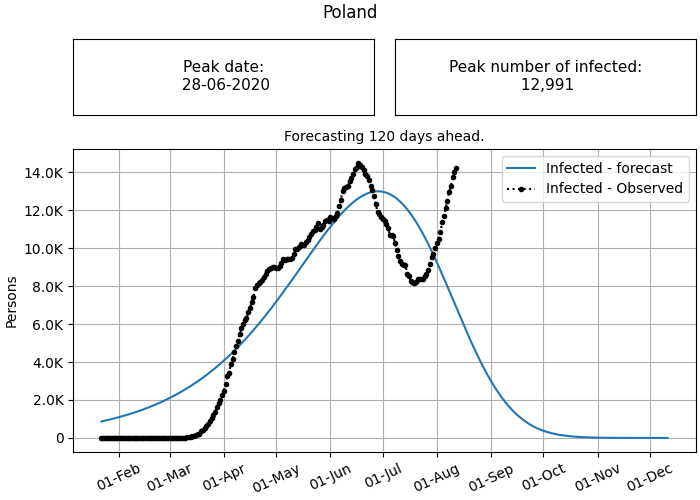 Poland
Peak date:
28-06-2020
Peak number of infected:
12,991
Forecasting 120 days ahead.
Infected - forecast
Infected - Observed
14.0K
12.0K
10.0K
8.0K
6.0K
4.0K
2.0K
0
Persons
01-Feb
01-Mar
01-Apr
01-May
01-Jun
01-Jul
01-Aug
01-Sep
01-Oct
01-Nov
01-Dec